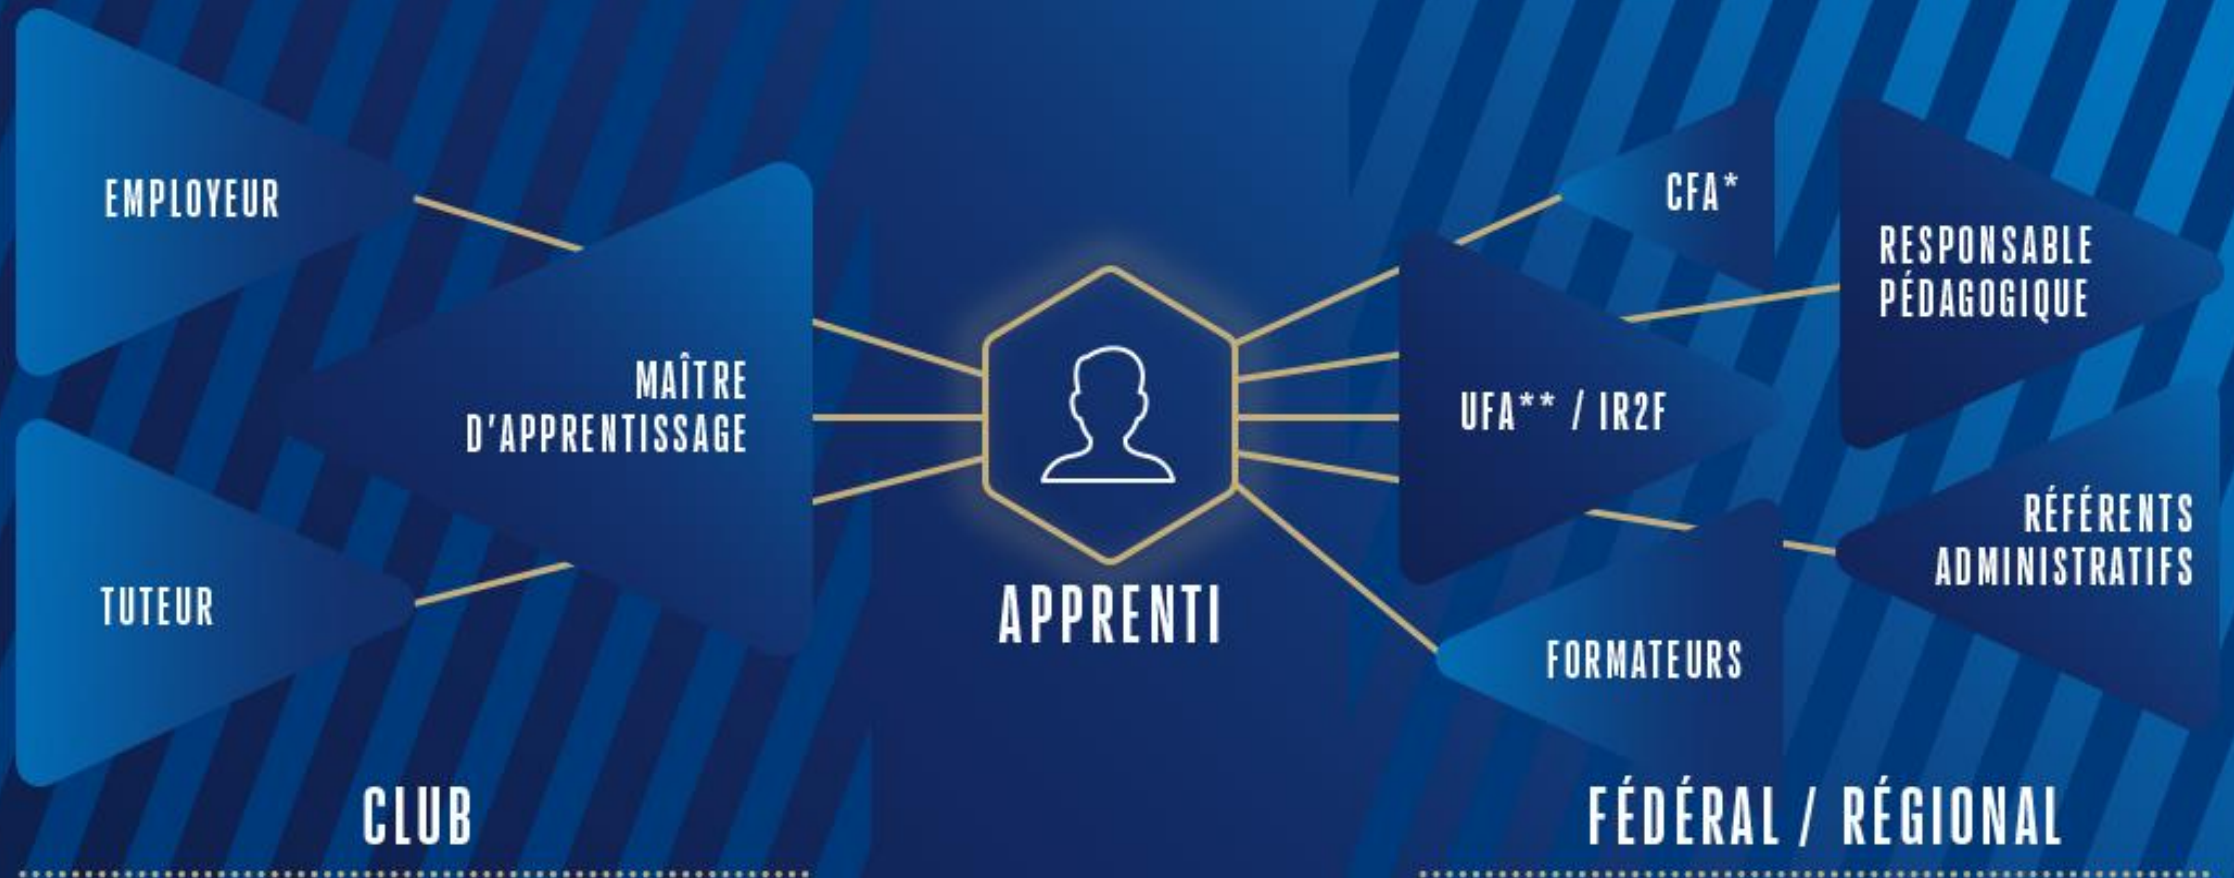 EMPLOYEUR
MAÎTRE
D'APPRENTISSAGE
TUTEUR
CLUB
APPRENTI
CFA*
RESPONSABLE
PÉDAGOGIQUE
UFA** / IR2F
RÉFÉRENTS
ADMINISTRATIFS
FORMATEURS
FÉDÉRAL / RÉGIONAL